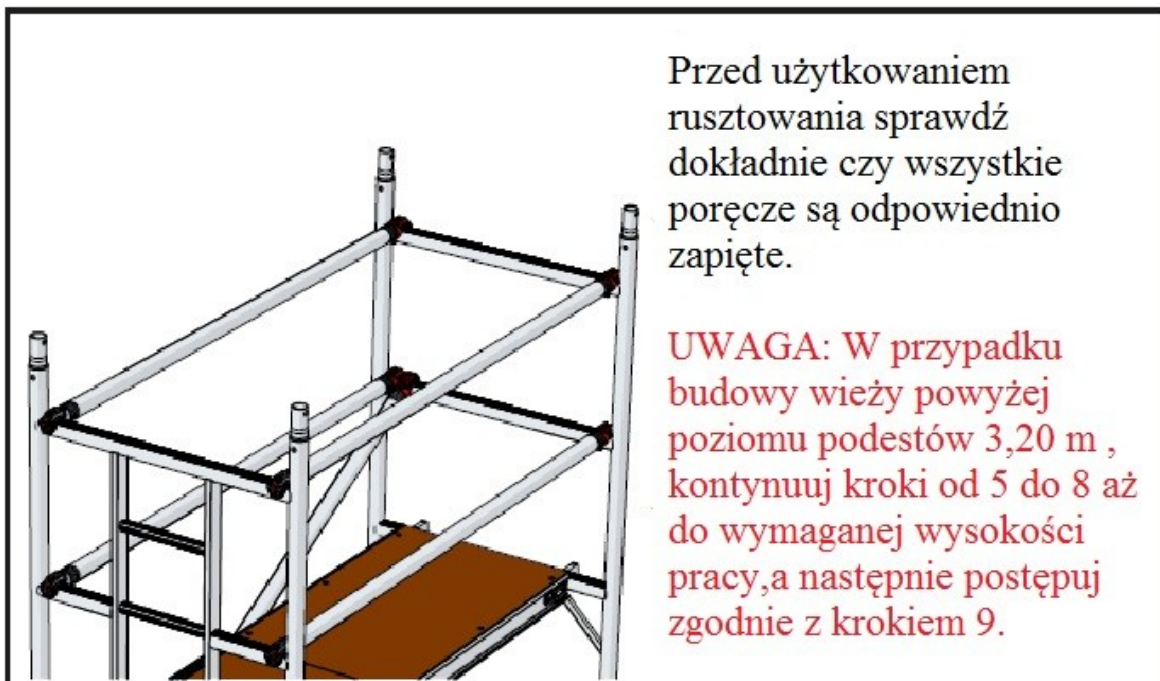 Przed użytkowaniem
rusztowania sprawdź
dokładnie czy wszystkie
poręcze są odpowiednio
zapięte.
UWAGA: W przypadku
budowy wieży powyżej
poziomu podestów 3,20 m ,
kontynuuj kroki od 5 do 8 aż
do wymaganej wysokości
pracy,a następnie postępuj
zgodnie z krokiem 9.